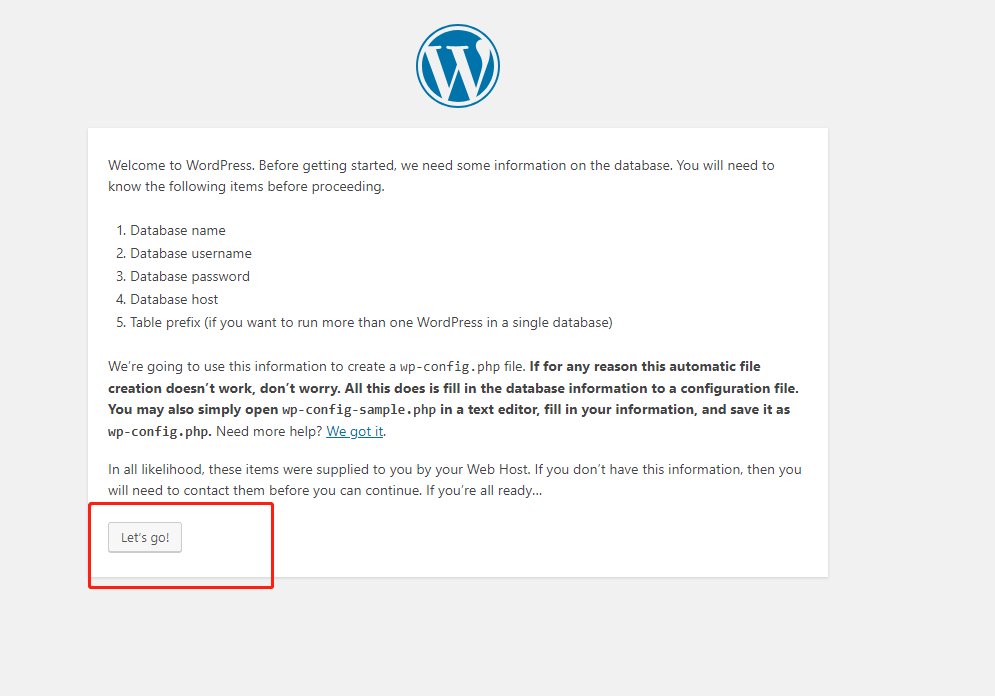 Welcome to WordPress. Before getting started, we need some information on the database. You will need to
know the following items before proceeding.
1. Database name
2. Database username
3. Database password
4. Database host
5. Table prefix (if you want to run more than one WordPress in a single database)
We’re going to use this information to create a wp-config.php file. If for any reason this automatic file
creation doesn’t work, don’t worry. All this does is fill in the database information to a configuration file.
You may also simply open wp-config-sample.php in a text editor, fill in your information, and save it as
wp-config.php. Need more help? We got it.
In all likelihood, these items were supplied to you by your Web Host. If you don’t have this information, then you
will need to contact them before you can continue. If you’re all ready…
Let’s go!